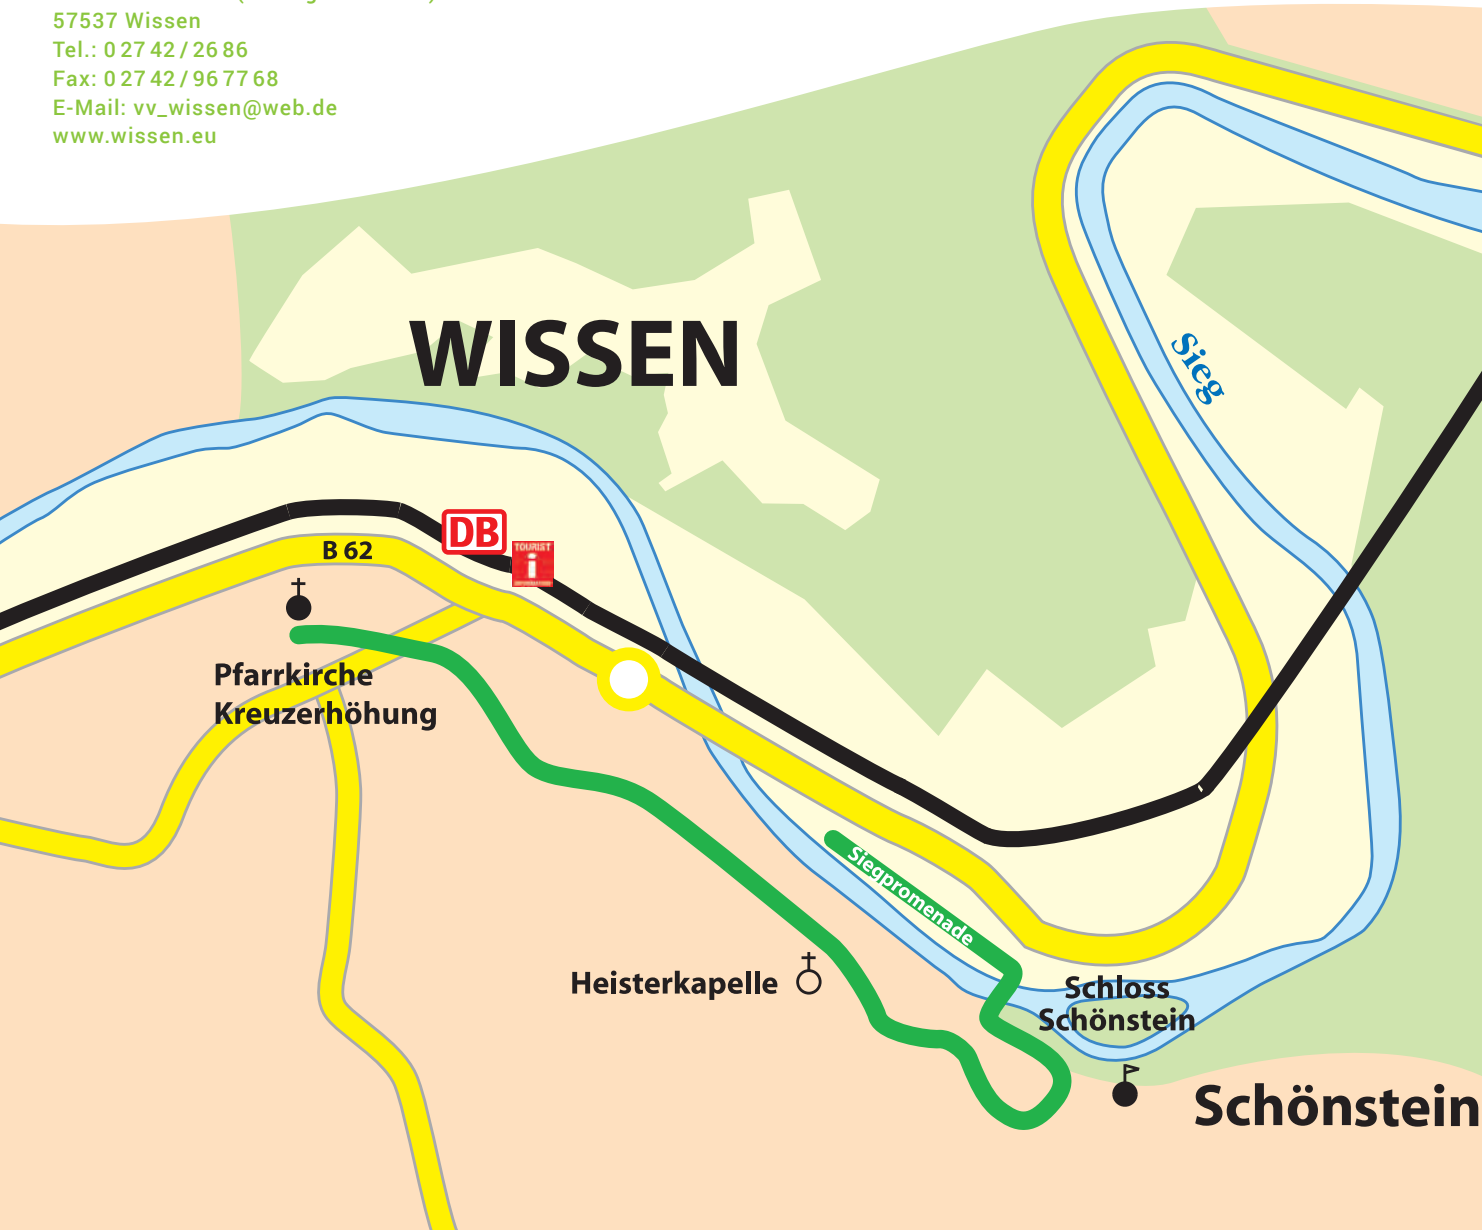 57537 Wissen
Tel.: 0 27 42 / 26 86
Fax: 0 27 42 / 96 77 68
E-Mail: vv_wissen@web.de
www.wissen.eu
WISSEN
Sieg
DB
TOURIST
i
B 62
Pfarrkirche
Kreuzerhöhung
Siegpromenade
Heisterkapelle
Schloss
Schönstein
Schönstein